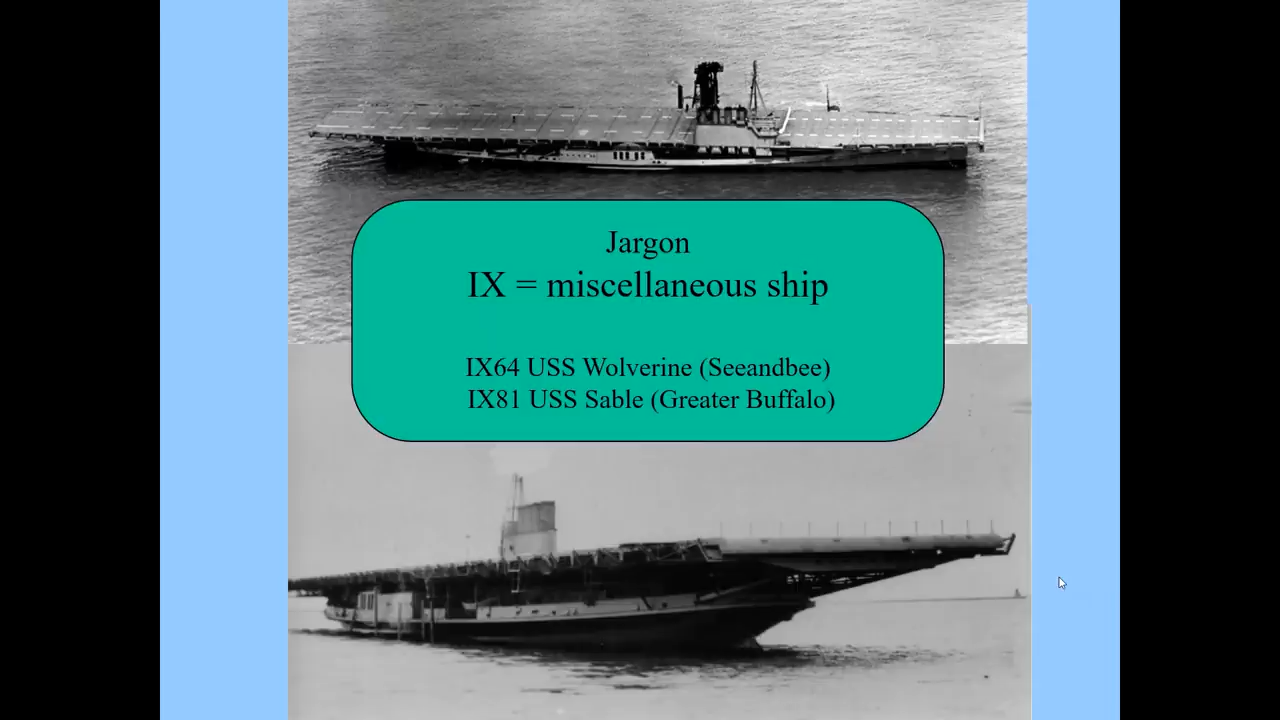 Jargon
IX = miscellaneous ship
IX64 USS Wolverine (Seeandbee)
IX81 USS Sable (Greater Buffalo)